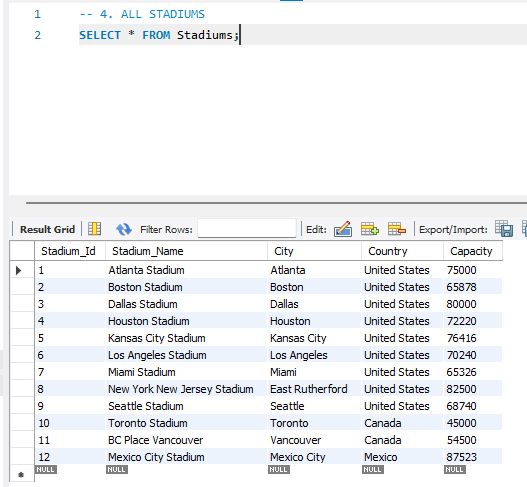 1 -- 4. ALL STADIUMS
2 SELECT * FROM Stadiums;
Result Grid Filter Rows: Edit: Export/Import:
Stadium_Id Stadium_Name City Country Capacity
1 Atlanta Stadium Atlanta United States 75000
2 Boston Stadium Boston United States 65878
3 Dallas Stadium Dallas United States 80000
4 Houston Stadium Houston United States 72220
5 Kansas City Stadium Kansas City United States 76416
6 Los Angeles Stadium Los Angeles United States 70240
7 Miami Stadium Miami United States 65326
8 New York New Jersey Stadium East Rutherford United States 82500
9 Seattle Stadium Seattle United States 68740
10 Toronto Stadium Toronto Canada 45000
11 BC Place Vancouver Vancouver Canada 54500
12 Mexico City Stadium Mexico City Mexico 87523
NULL NULL NULL NULL NULL